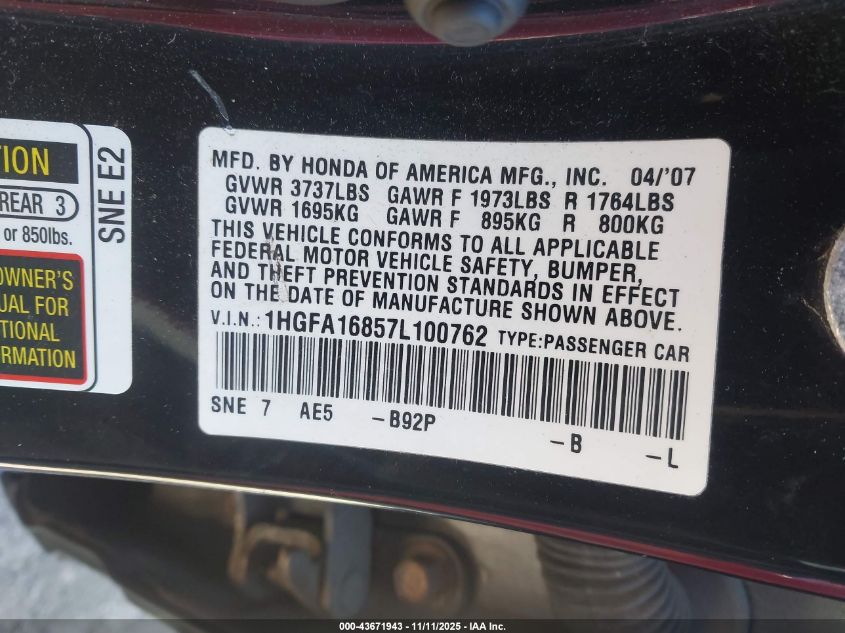 TION
REAR 3
or 850lbs.
OWNER'S
UAL FOR
TIONAL
RMATION
SNE E2
MFD. BY HONDA OF AMERICA MFG., INC. 04/'07
GVWR 3737LBS GAWR F 1973LBS R 1764LBS
GVWR 1695KG GAWR F 895KG R 800KG
THIS VEHICLE CONFORMS TO ALL APPLICABLE
FEDERAL MOTOR VEHICLE SAFETY, BUMPER,
AND THEFT PREVENTION STANDARDS IN EFFECT
ON THE DATE OF MANUFACTURE SHOWN ABOVE.
V.I.N.: 1HGFA16857L100762 TYPE:PASSENGER CAR
SNE 7 AE5 -B92P -B -L
000-43671943 - 11/11/2025 - IAA Inc.